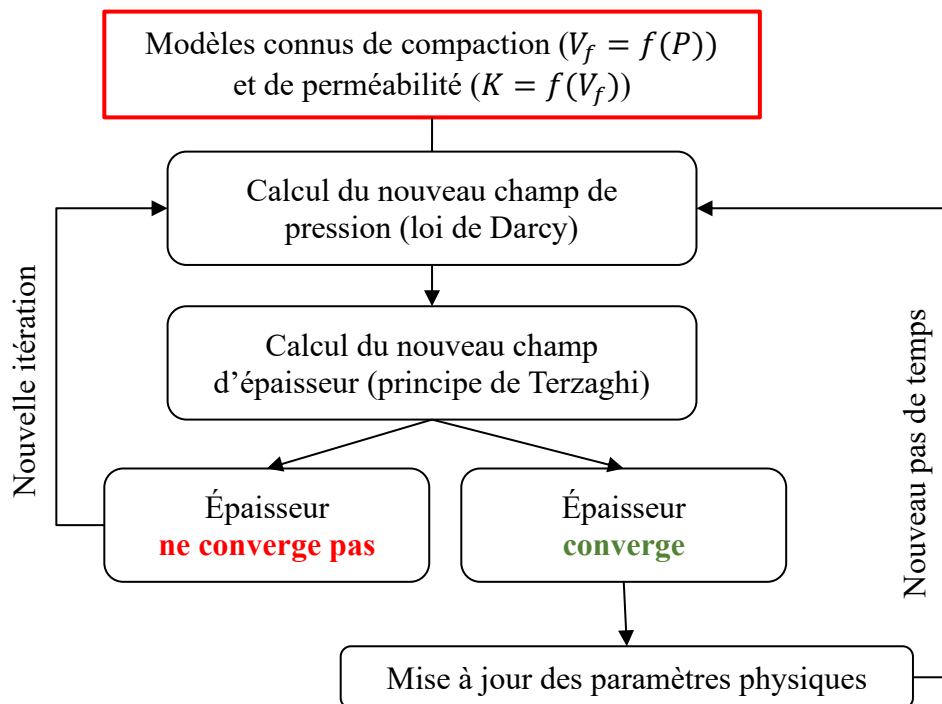 Modèles connus de compaction (V_f = f(P))
et de perméabilité (K = f(V_f))
Calcul du nouveau champ de
pression (loi de Darcy)
Calcul du nouveau champ
d’épaisseur (principe de Terzaghi)
Épaisseur
ne converge pas
Épaisseur
converge
Mise à jour des paramètres physiques
Nouvelle itération
Nouveau pas de temps